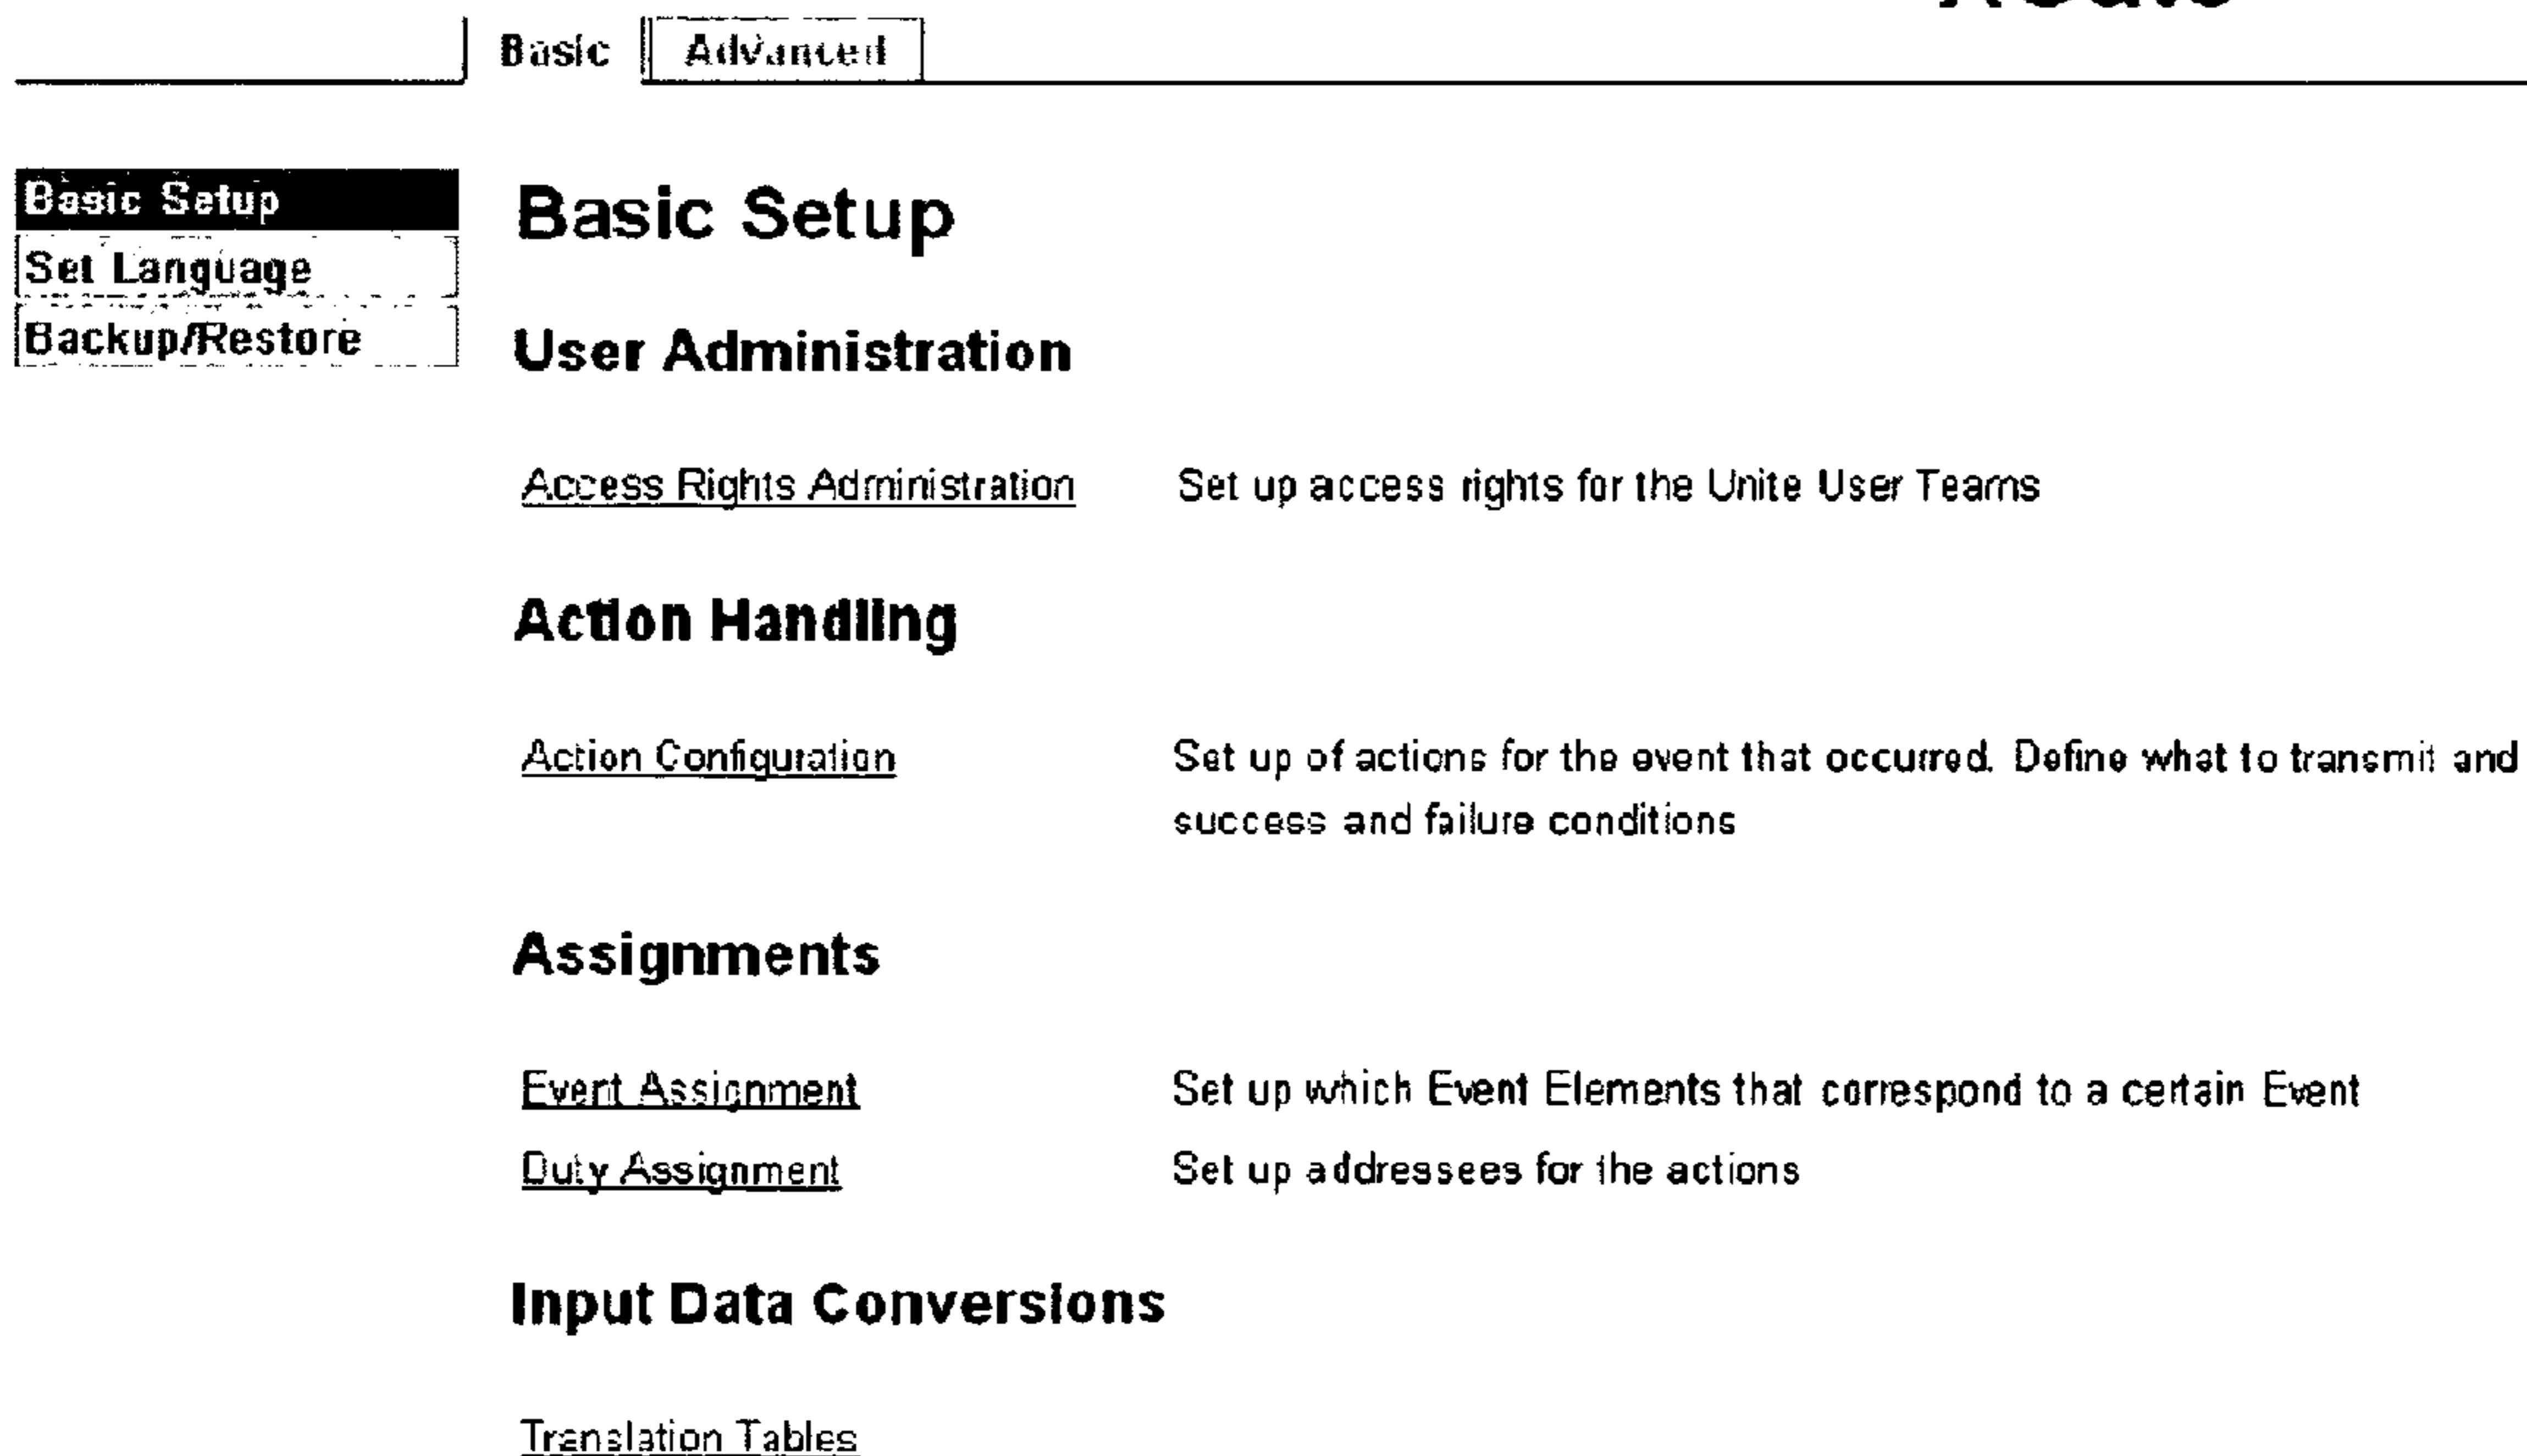 Basic Advanced
Basic Setup
Set Language
Backup/Restore
Basic Setup
User Administration
Access Rights Administration Set up access rights for the Unite User Teams
Action Handling
Action Configuration Set up of actions for the event that occurred. Define what to transmit and
success and failure conditions
Assignments
Event Assignment Set up which Event Elements that correspond to a certain Event
Duty Assignment Set up addressees for the actions
Input Data Conversions
Translation Tables